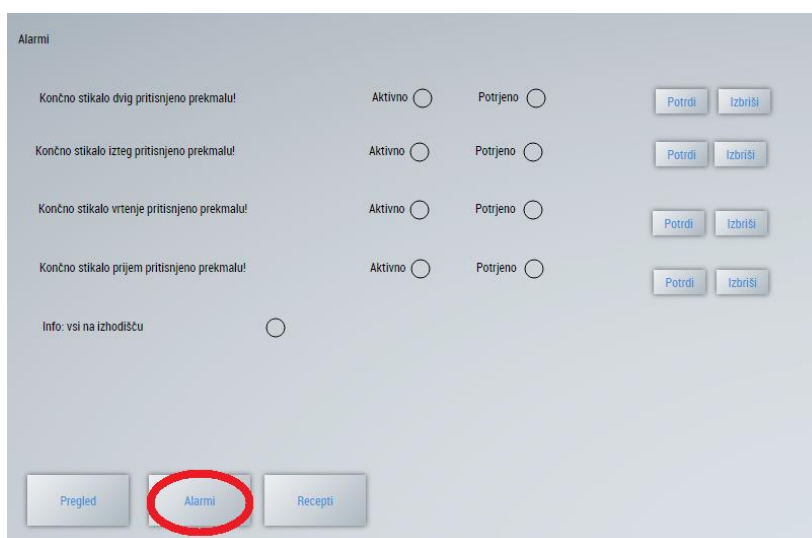 Alarmi
Končno stikalo dvig pritisnjeno prekmalu! Aktivno Potrjeno Potrdi Izbriši
Končno stikalo izteg pritisnjeno prekmalu! Aktivno Potrjeno Potrdi Izbriši
Končno stikalo vrtenje pritisnjeno prekmalu! Aktivno Potrjeno Potrdi Izbriši
Končno stikalo prijem pritisnjeno prekmalu! Aktivno Potrjeno Potrdi Izbriši
Info: vsi na izhodišču
Pregled Alarmi Recepti